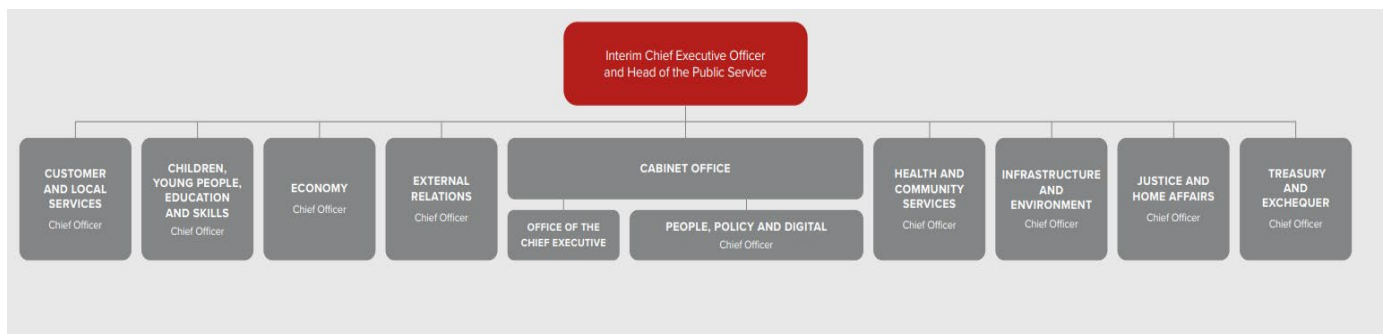 Interim Chief Executive Officer
and Head of the Public Service
CUSTOMER
AND LOCAL
SERVICES
Chief Officer
CHILDREN,
YOUNG PEOPLE,
EDUCATION
AND SKILLS
Chief Officer
ECONOMY
Chief Officer
EXTERNAL
RELATIONS
Chief Officer
CABINET OFFICE
OFFICE OF THE
CHIEF EXECUTIVE
PEOPLE, POLICY AND DIGITAL
Chief Officer
HEALTH AND
COMMUNITY
SERVICES
Chief Officer
INFRASTRUCTURE
AND
ENVIRONMENT
Chief Officer
JUSTICE AND
HOME AFFAIRS
Chief Officer
TREASURY
AND
EXCHEQUER
Chief Officer